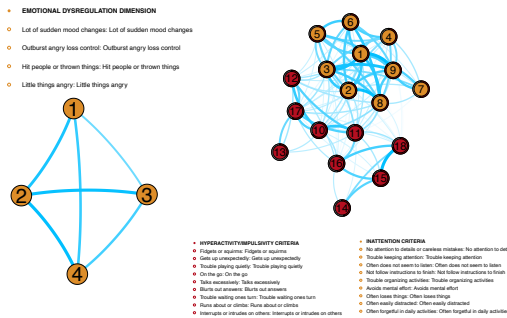 EMOTIONAL DYSREGULATION DIMENSION
Lot of sudden mood changes: Lot of sudden mood changes
Outburst angry loss control: Outburst angry loss control
Hit people or thrown things: Hit people or thrown things
Little things angry: Little things angry
1
2
3
4
6
5
4
1
3
9
12
2
7
8
17
10
11
13
18
16
15
14
HYPERACTIVITY/IMPULSIVITY CRITERIA
Fidgets or squirms: Fidgets or squirms
Gets up unexpectedly: Gets up unexpectedly
Trouble playing quietly: Trouble playing quietly
On the go: On the go
Talks excessively: Talks excessively
Blurts out answers: Blurts out answers
Trouble waiting ones turn: Trouble waiting ones turn
Runs about or climbs: Runs about or climbs
Interrupts or intrudes on others: Interrupts or intrudes on others
INATTENTION CRITERIA
No attention to details or careless mistakes: No attention to det
Trouble keeping attention: Trouble keeping attention
Often does not seem to listen: Often does not seem to listen
Not follow instructions to finish: Not follow instructions to finish
Trouble organizing activities: Trouble organizing activities
Avoids mental effort: Avoids mental effort
Often loses things: Often loses things
Often easily distracted: Often easily distracted
Often forgetful in daily activities: Often forgetful in daily activities